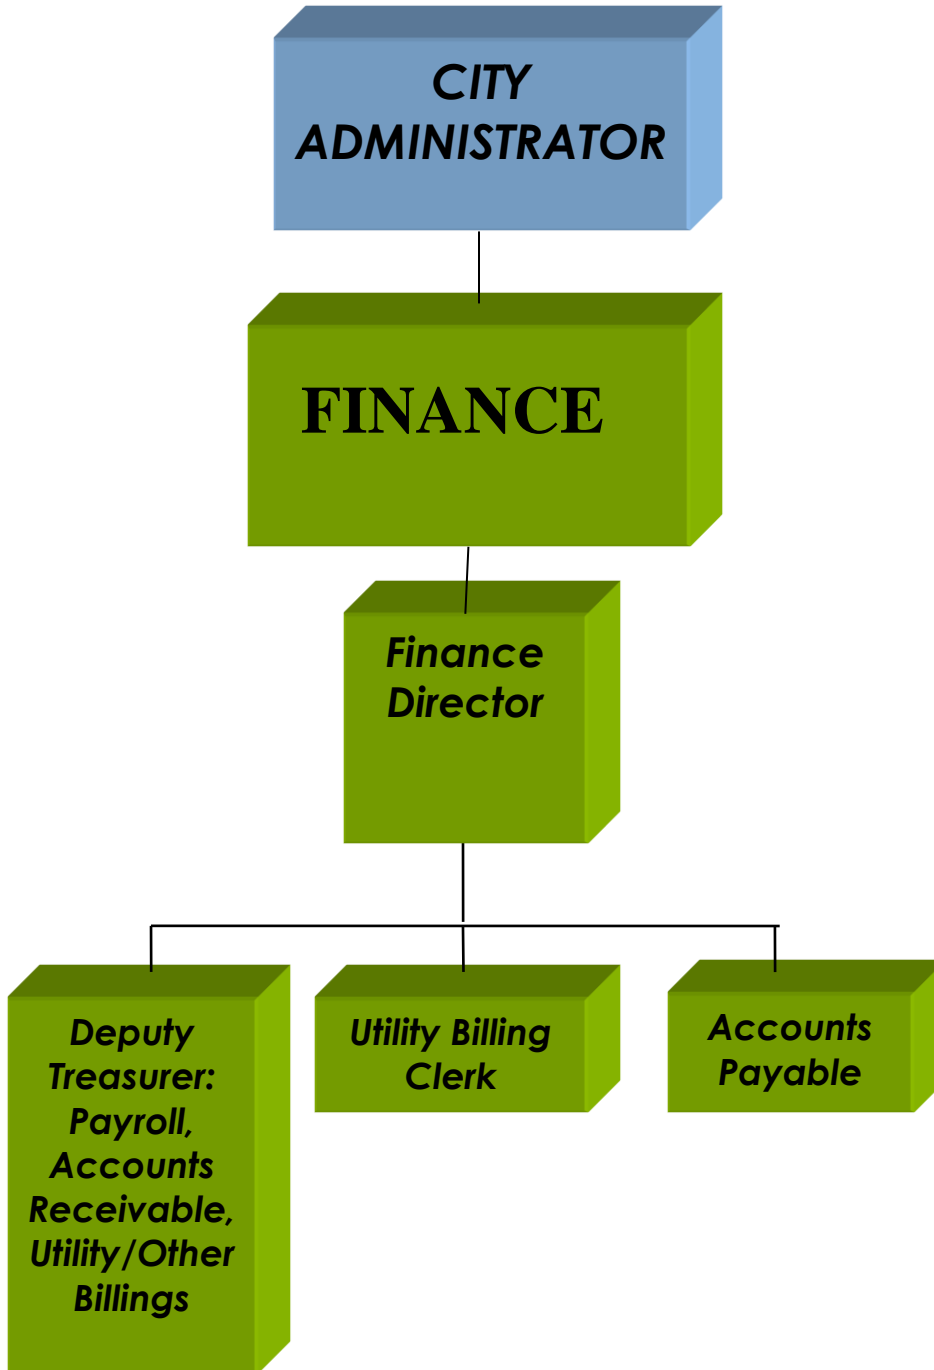 CITY
ADMINISTRATOR
FINANCE
Finance
Director
Deputy
Treasurer:
Payroll,
Accounts
Receivable,
Utility/Other
Billings
Utility Billing
Clerk
Accounts
Payable